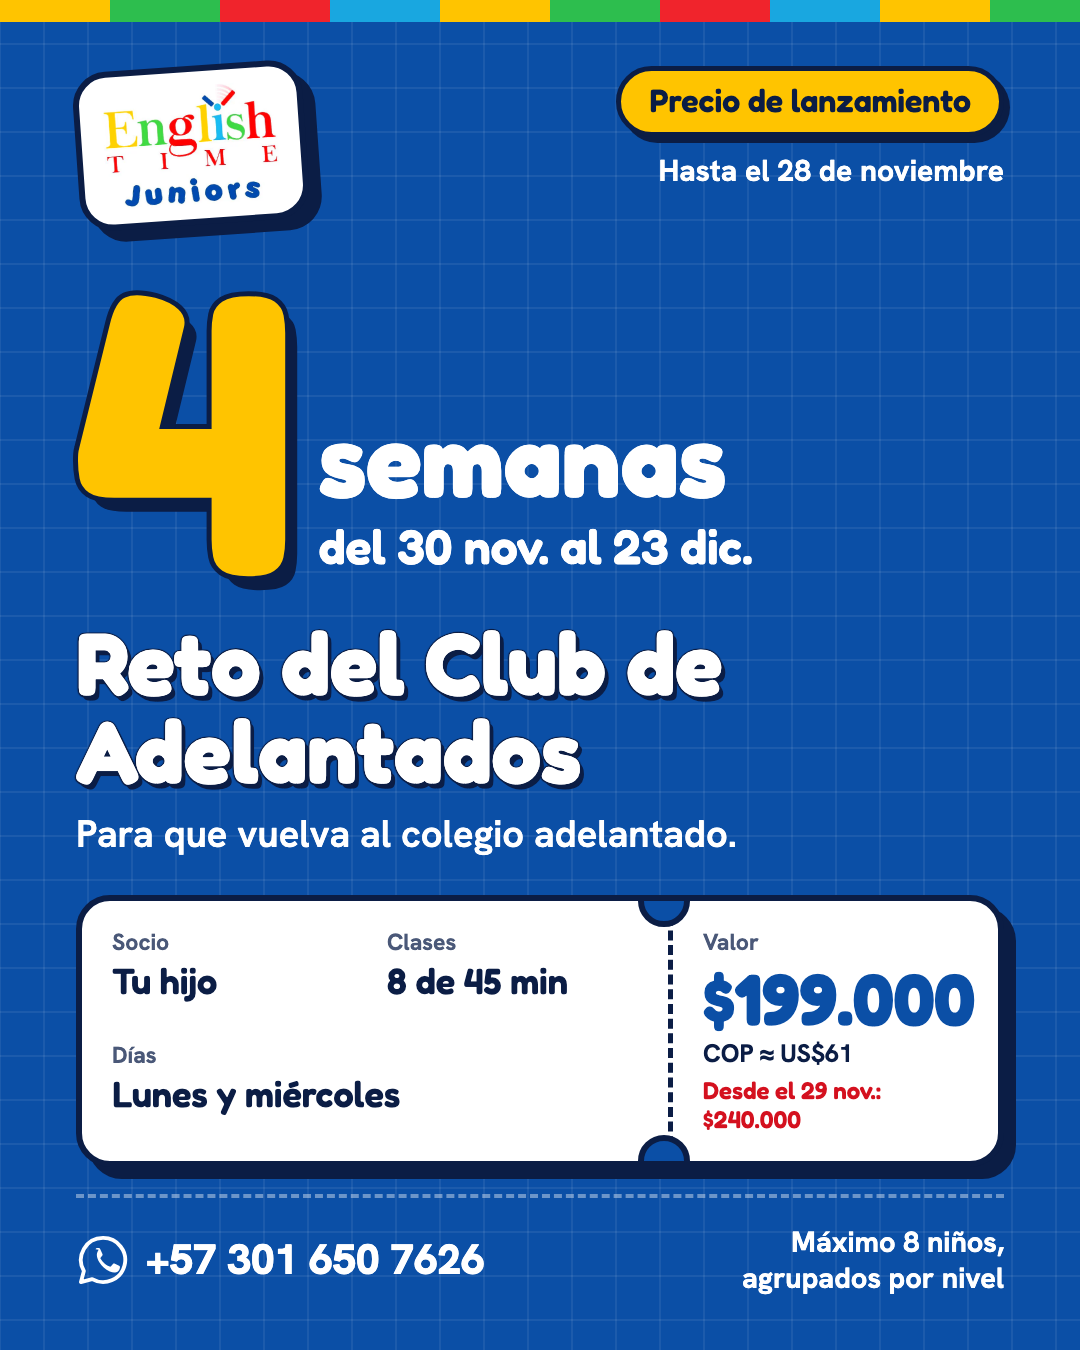 English
TIME
Juniors
Precio de lanzamiento
Hasta el 28 de noviembre
4
semanas
del 30 nov. al 23 dic.
Reto del Club de
Adelantados
Para que vuelva al colegio adelantado.
Socio
Tu hijo
Clases
8 de 45 min
Días
Lunes y miércoles
Valor
$199.000
COP ≈ US$61
Desde el 29 nov.:
$240.000
+57 301 650 7626
Máximo 8 niños,
agrupados por nivel